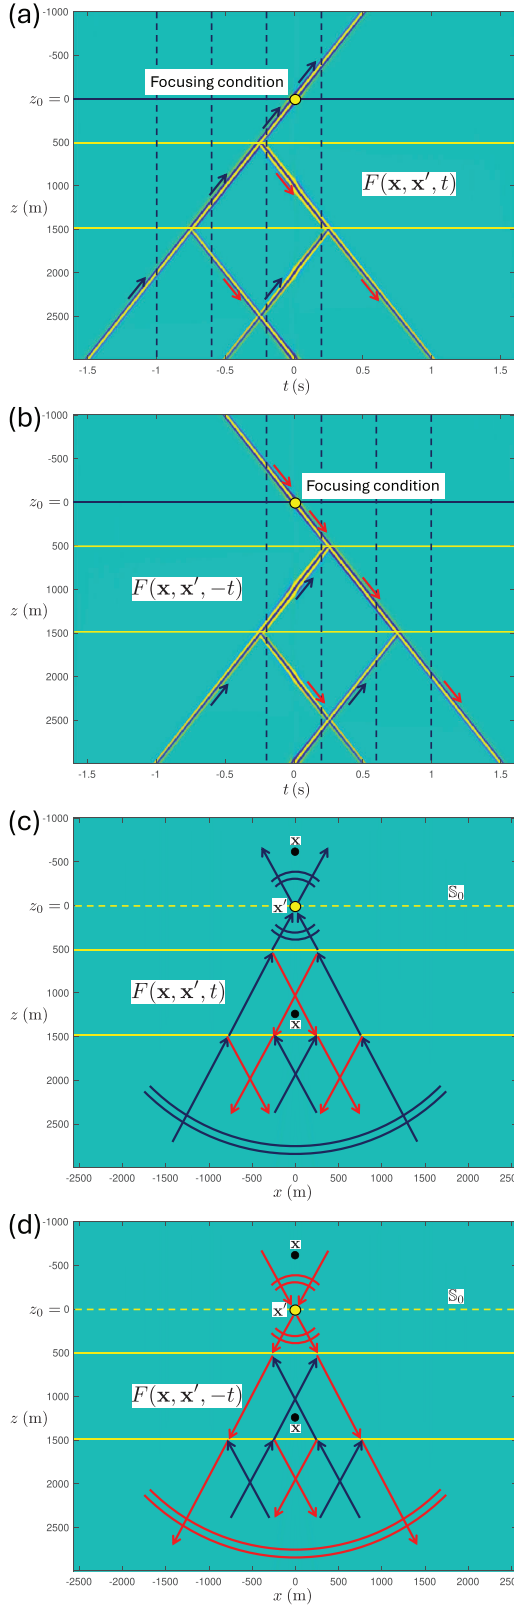 (a)
-1000
-500
Focusing condition
z₀ = 0
500
F(x, x′, t)
1000
z (m)
1500
2000
2500
-1.5 -1 -0.5 0 0.5 1 1.5
t (s)
(b)
-1000
-500
Focusing condition
z₀ = 0
500
F(x, x′, −t)
1000
z (m)
1500
2000
2500
-1.5 -1 -0.5 0 0.5 1 1.5
t (s)
(c)
-1000
x
-500
𝕊₀
z₀ = 0
x′
500
F(x, x′, t)
1000
z (m)
x
1500
2000
2500
-2500 -2000 -1500 -1000 -500 0 500 1000 1500 2000 250
x (m)
(d)
-1000
x
-500
𝕊₀
z₀ = 0
x′
500
F(x, x′, −t)
1000
z (m)
x
1500
2000
2500
-2500 -2000 -1500 -1000 -500 0 500 1000 1500 2000 250
x (m)